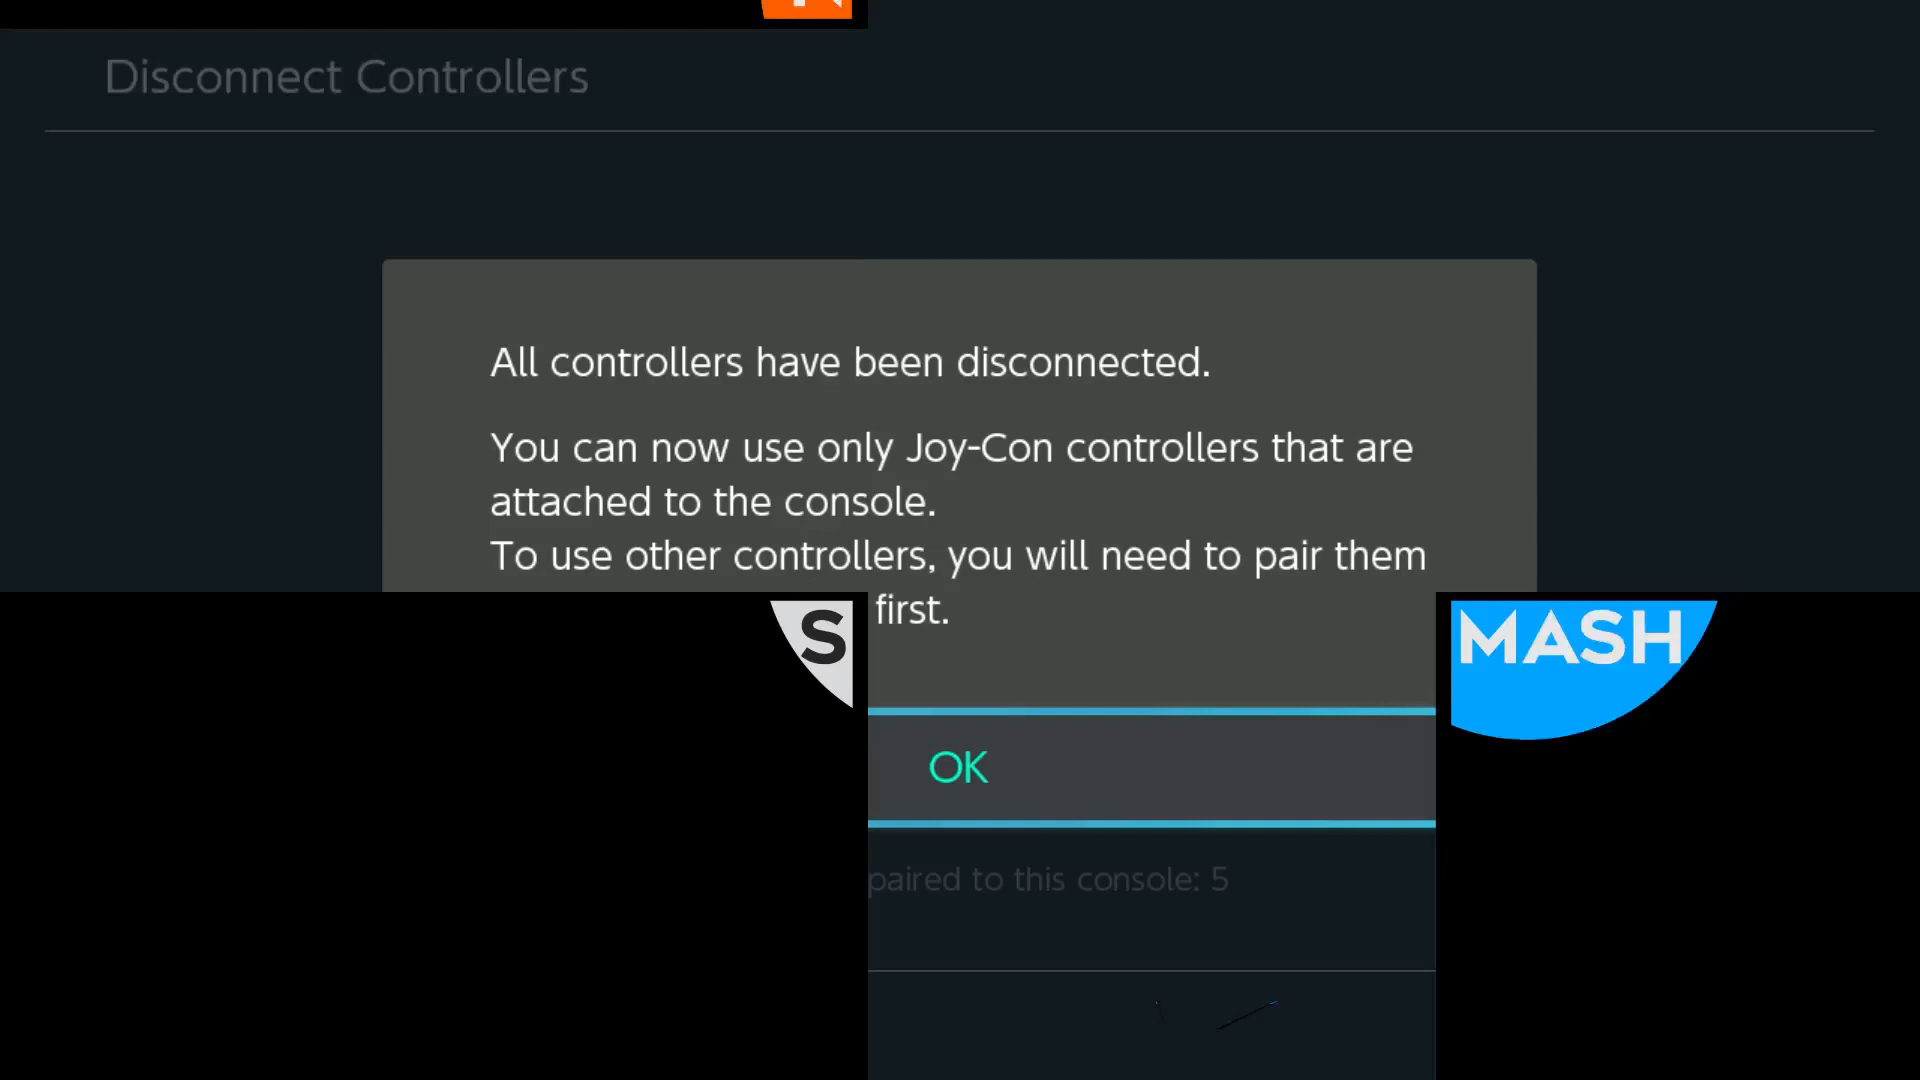 Disconnect Controllers
All controllers have been disconnected.
You can now use only Joy-Con controllers that are
attached to the console.
To use other controllers, you will need to pair them
first.
S
MASH
OK
paired to this console: 5